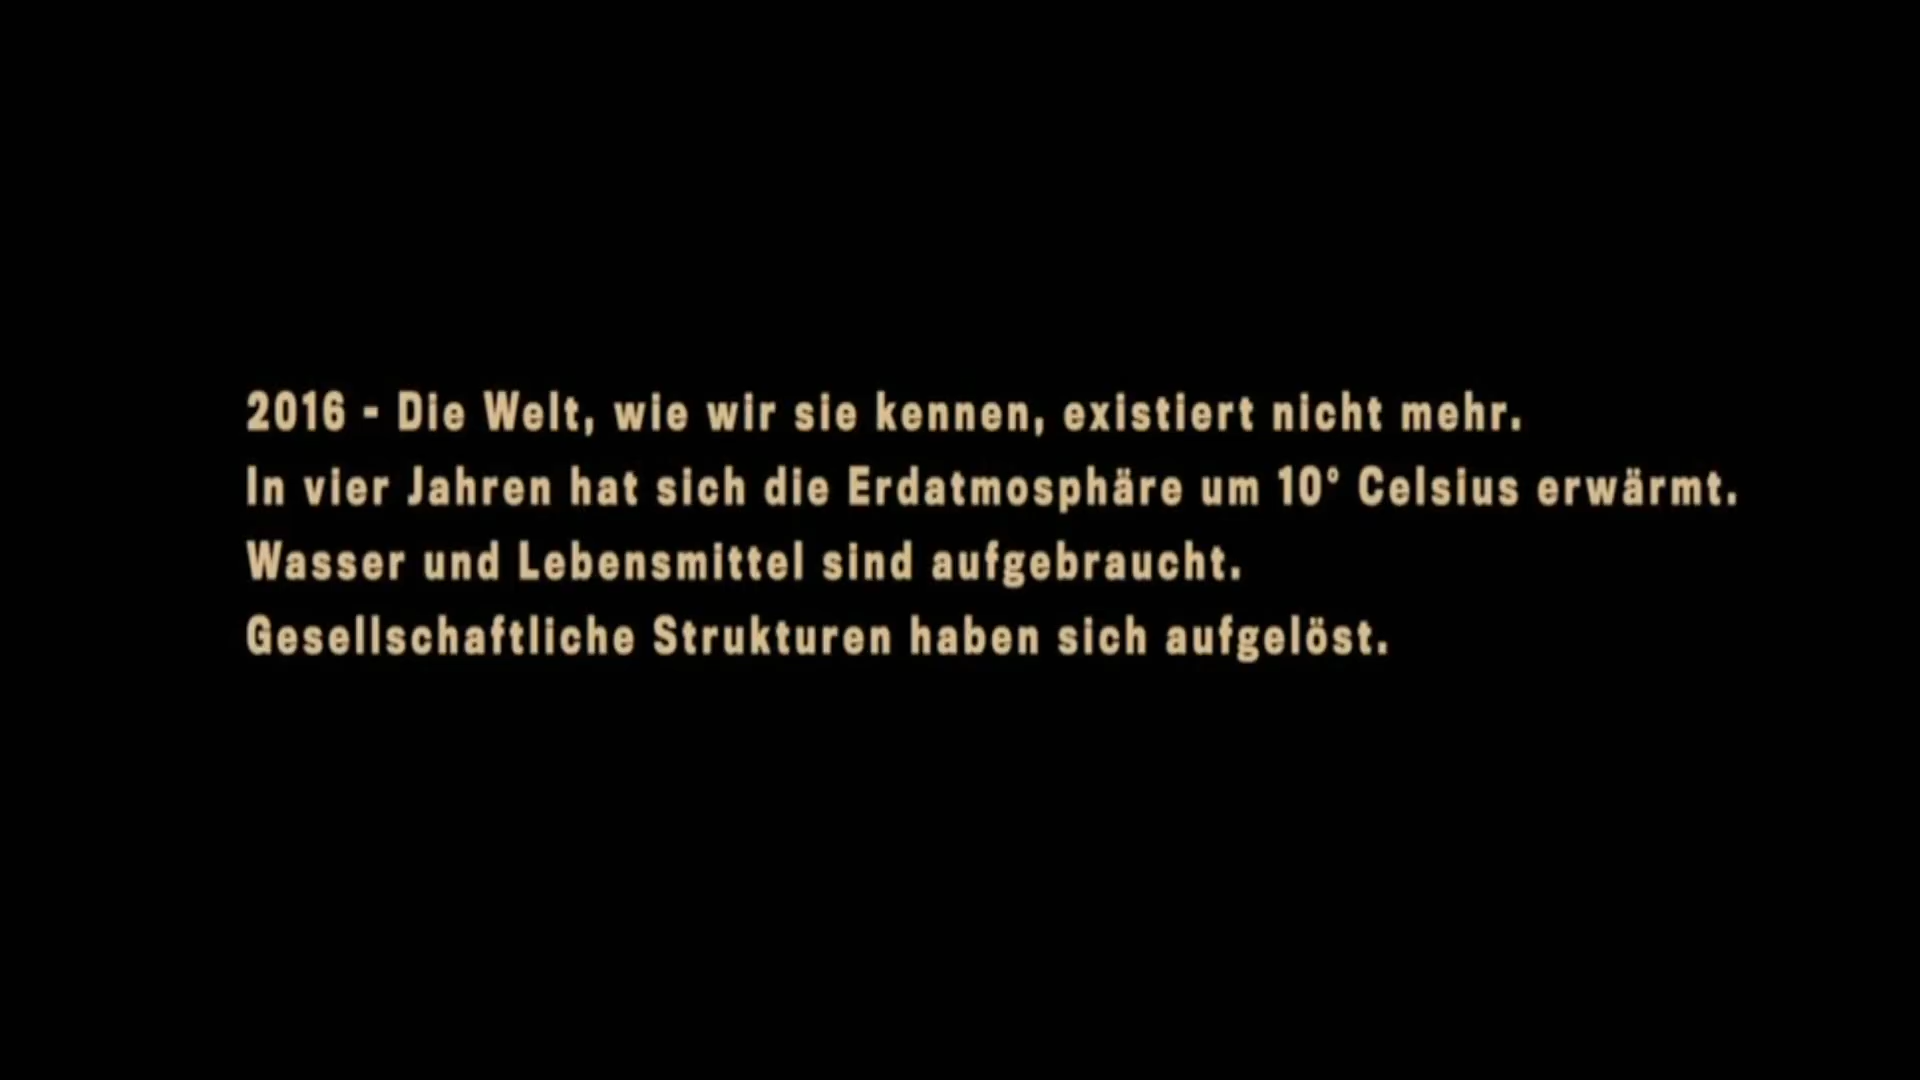 2016 - Die Welt, wie wir sie kennen, existiert nicht mehr.
In vier Jahren hat sich die Erdatmosphäre um 10° Celsius erwärmt.
Wasser und Lebensmittel sind aufgebraucht.
Gesellschaftliche Strukturen haben sich aufgelöst.